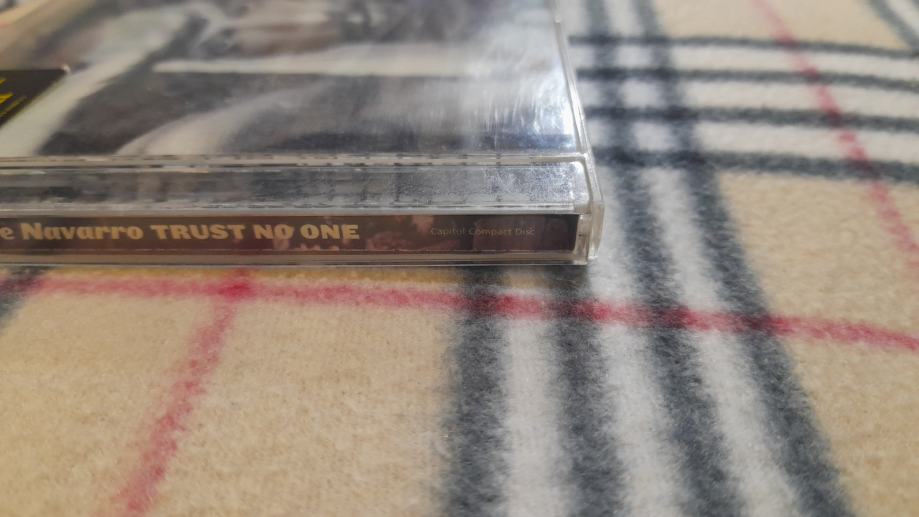 e Navarro TRUST NO ONE
Capitol Compact Disc